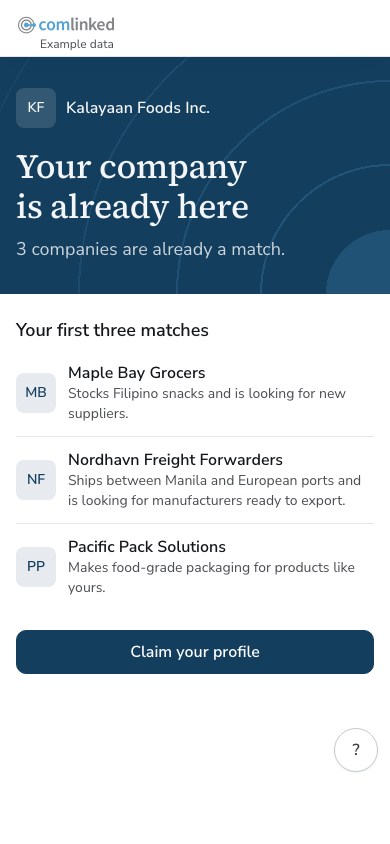 comlinked
Example data
KF
Kalayaan Foods Inc.
Your company
is already here
3 companies are already a match.
Your first three matches
MB
Maple Bay Grocers
Stocks Filipino snacks and is looking for new
suppliers.
NF
Nordhavn Freight Forwarders
Ships between Manila and European ports and
is looking for manufacturers ready to export.
PP
Pacific Pack Solutions
Makes food-grade packaging for products like
yours.
Claim your profile
?